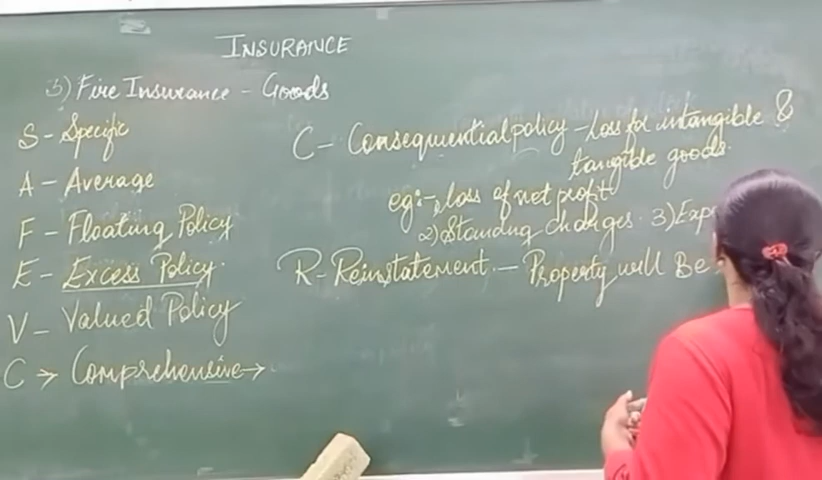 INSURANCE
3) Fire Insurance - Goods
S - Specific
A - Average
F - Floating Policy
E - Excess Policy.
V - Valued Policy
C → Comprehensive →
C - Consequential policy - Loss for intangible &
tangible goods.
eg:- loss of net profit
2) Standing charges. 3) Exp
R - Reinstatement. - Property will Be